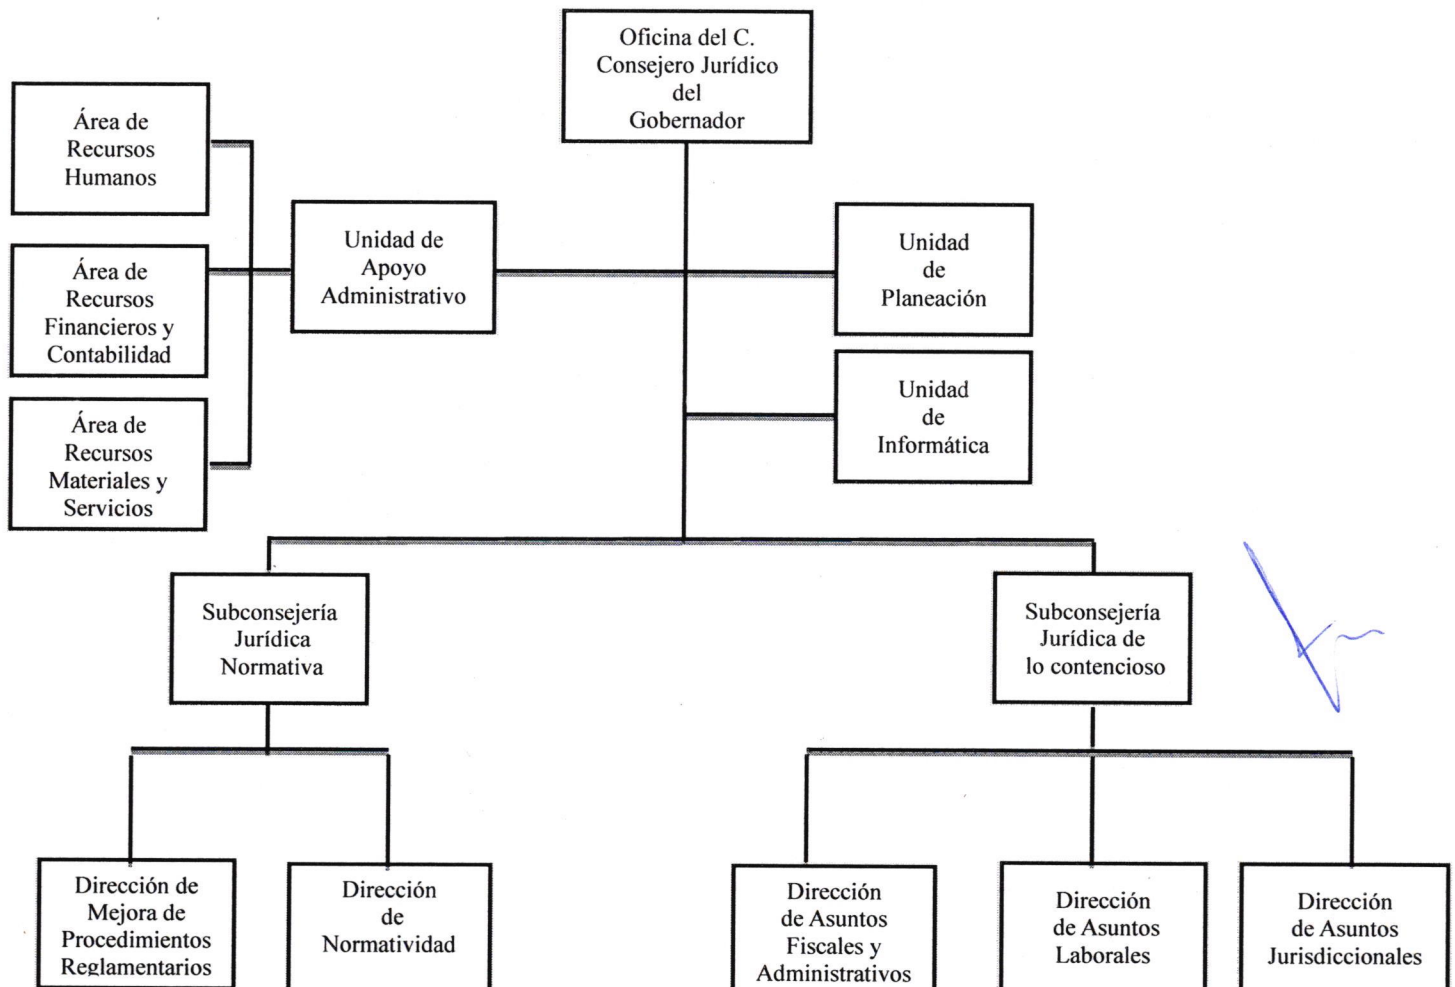 Oficina del C.
Consejero Jurídico
del
Gobernador
Área de
Recursos
Humanos
Área de
Recursos
Financieros y
Contabilidad
Área de
Recursos
Materiales y
Servicios
Unidad de
Apoyo
Administrativo
Unidad
de
Planeación
Unidad
de
Informática
Subconsejería
Jurídica
Normativa
Subconsejería
Jurídica de
lo contencioso
Dirección de
Mejora de
Procedimientos
Reglamentarios
Dirección
de
Normatividad
Dirección
de Asuntos
Fiscales y
Administrativos
Dirección
de Asuntos
Laborales
Dirección
de Asuntos
Jurisdiccionales